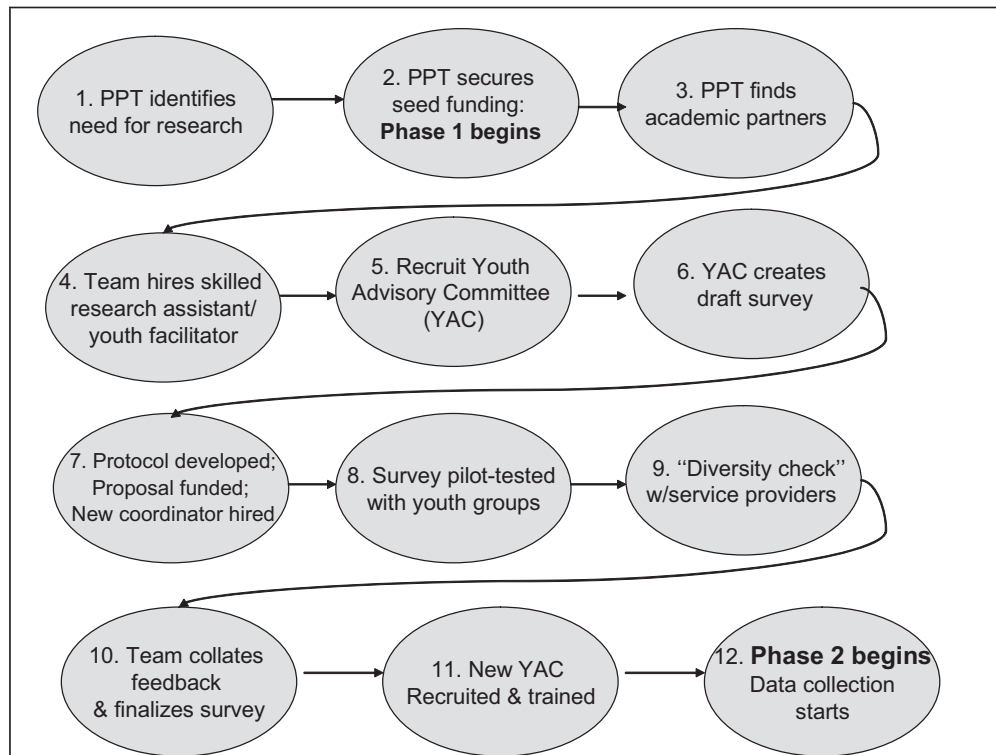 1. PPT identifies
need for research
2. PPT secures
seed funding:
Phase 1 begins
3. PPT finds
academic partners
4. Team hires skilled
research assistant/
youth facilitator
5. Recruit Youth
Advisory Committee
(YAC)
6. YAC creates
draft survey
7. Protocol developed;
Proposal funded;
New coordinator hired
8. Survey pilot-tested
with youth groups
9. ‘‘Diversity check’’
w/service providers
10. Team collates
feedback
& finalizes survey
11. New YAC
Recruited & trained
12. Phase 2 begins
Data collection
starts